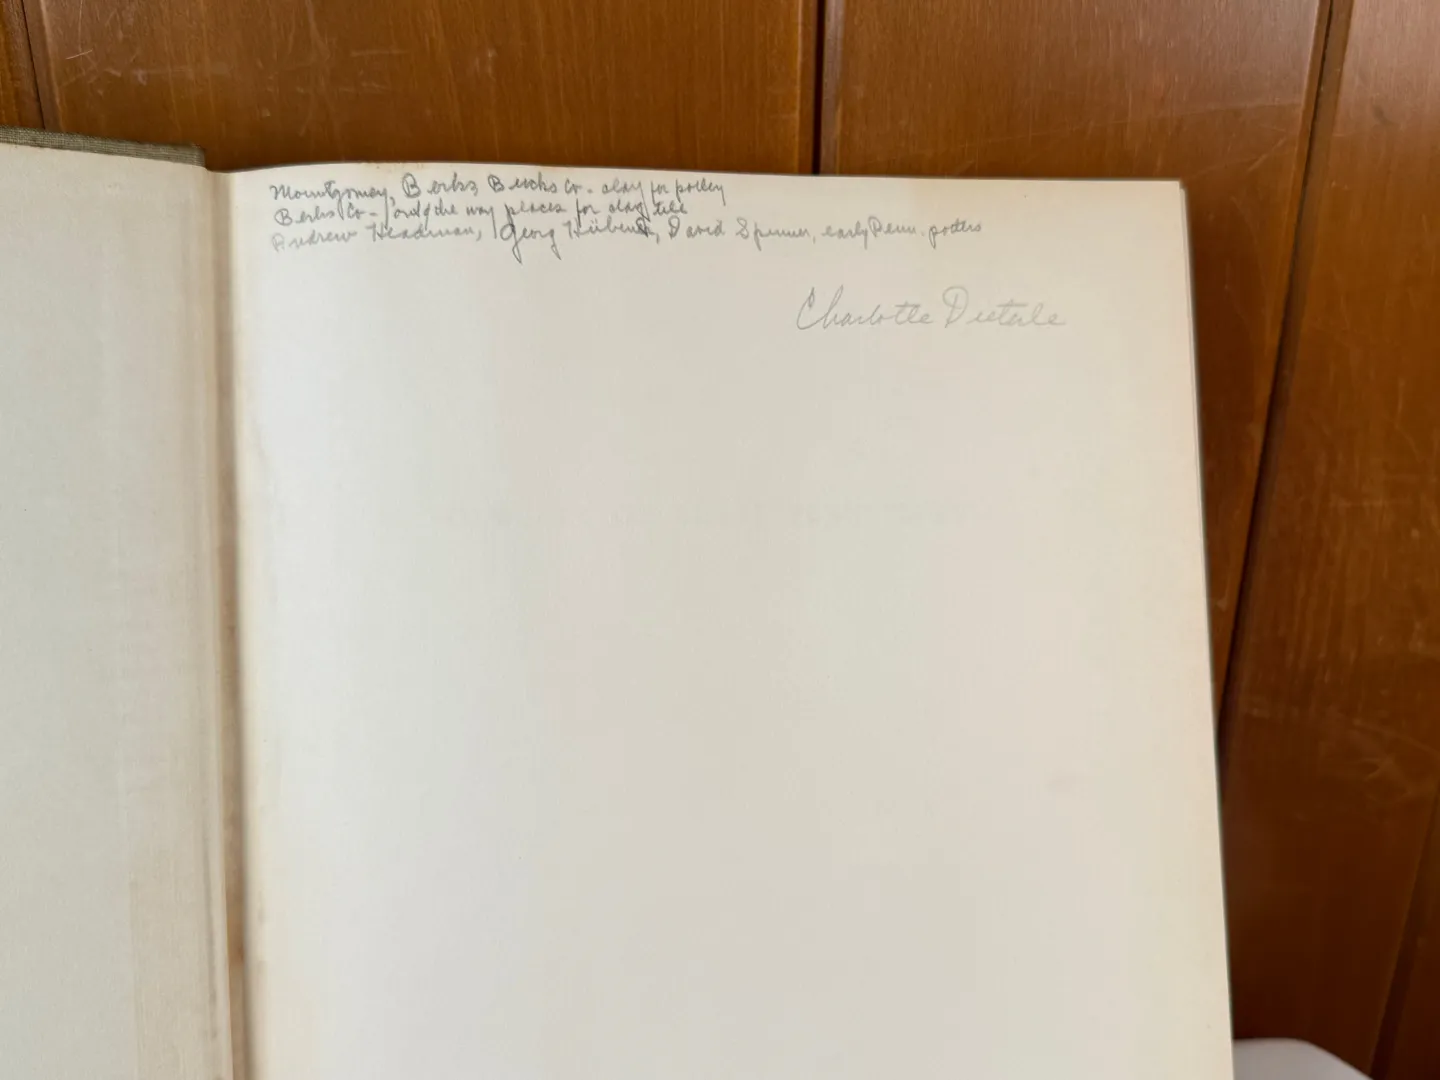 Montgomery, Berks, Bucks Co. - clay for pottery
Berks Co - out of the way places for clay tile
Andrew Headman, Georg Hübener, David Spinner, early Penn. potters
Charlotte Dieterle